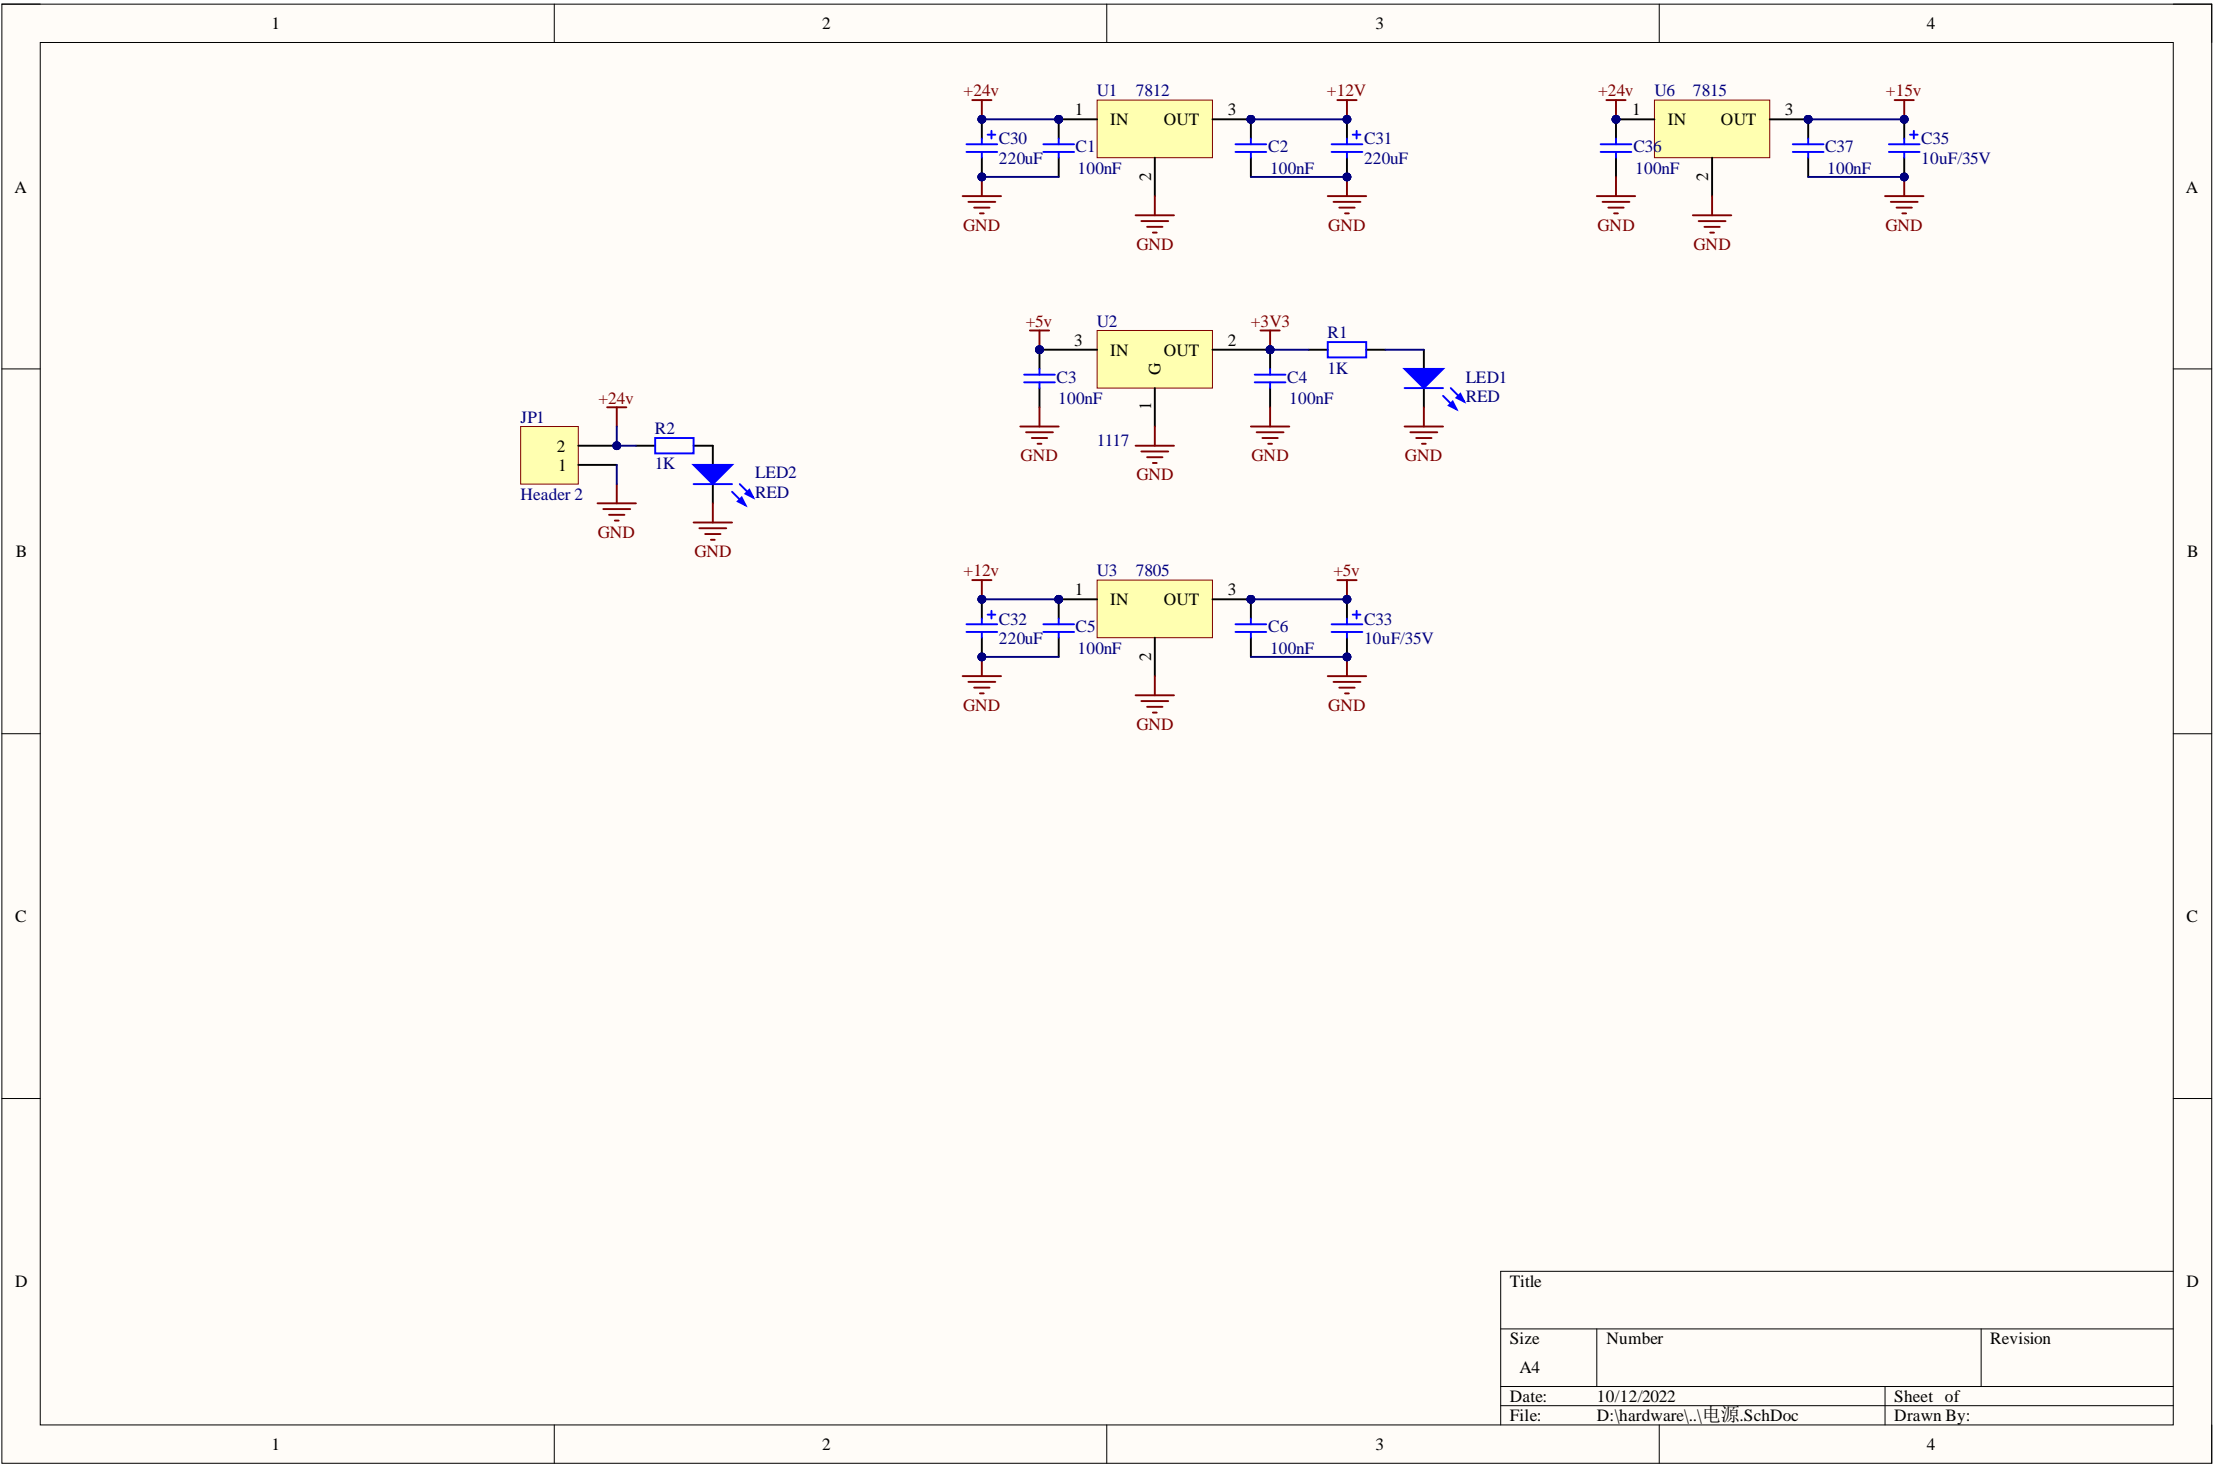 1 2 3 4
+24v U1 7812 +12V
1 IN OUT 3
C30 C1 C2 C31
220uF 100nF 2 100nF 220uF
GND GND GND
+24v U6 7815 +15v
1 IN OUT 3
C36 C37 C35
100nF 2 100nF 10uF/35V
GND GND GND
A A
+5v U2 +3V3 R1
3 IN OUT 2 1K
G
C3 C4 LED1
100nF 1 100nF RED
GND 1117 GND GND GND
+24v
JP1 R2
2 1K
1 LED2
Header 2 RED
GND GND
B B
+12v U3 7805 +5v
1 IN OUT 3
C32 C5 C6 C33
220uF 100nF 2 100nF 10uF/35V
GND GND GND
C C
D D
Title
Size Number Revision
A4
Date: 10/12/2022 Sheet of
File: D:\hardware\..\电源.SchDoc Drawn By:
1 2 3 4